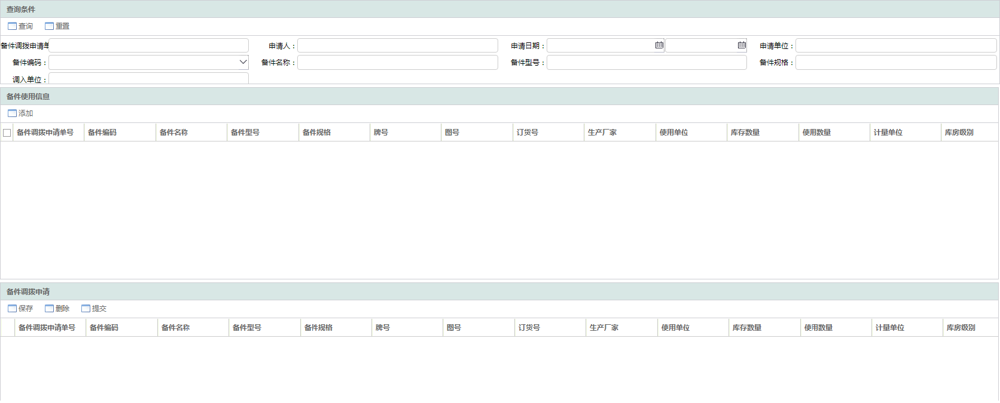 查询条件
查询 重置
备件调拨申请单 申请人： 申请日期： 申请单位：
备件编码： 备件名称： 备件型号： 备件规格：
调入单位：
备件使用信息
添加
备件调拨申请单号 备件编码 备件名称 备件型号 备件规格 牌号 图号 订货号 生产厂家 使用单位 库存数量 使用数量 计量单位 库房级别
备件调拨申请
保存 删除 提交
备件调拨申请单号 备件编码 备件名称 备件型号 备件规格 牌号 图号 订货号 生产厂家 使用单位 库存数量 使用数量 计量单位 库房级别